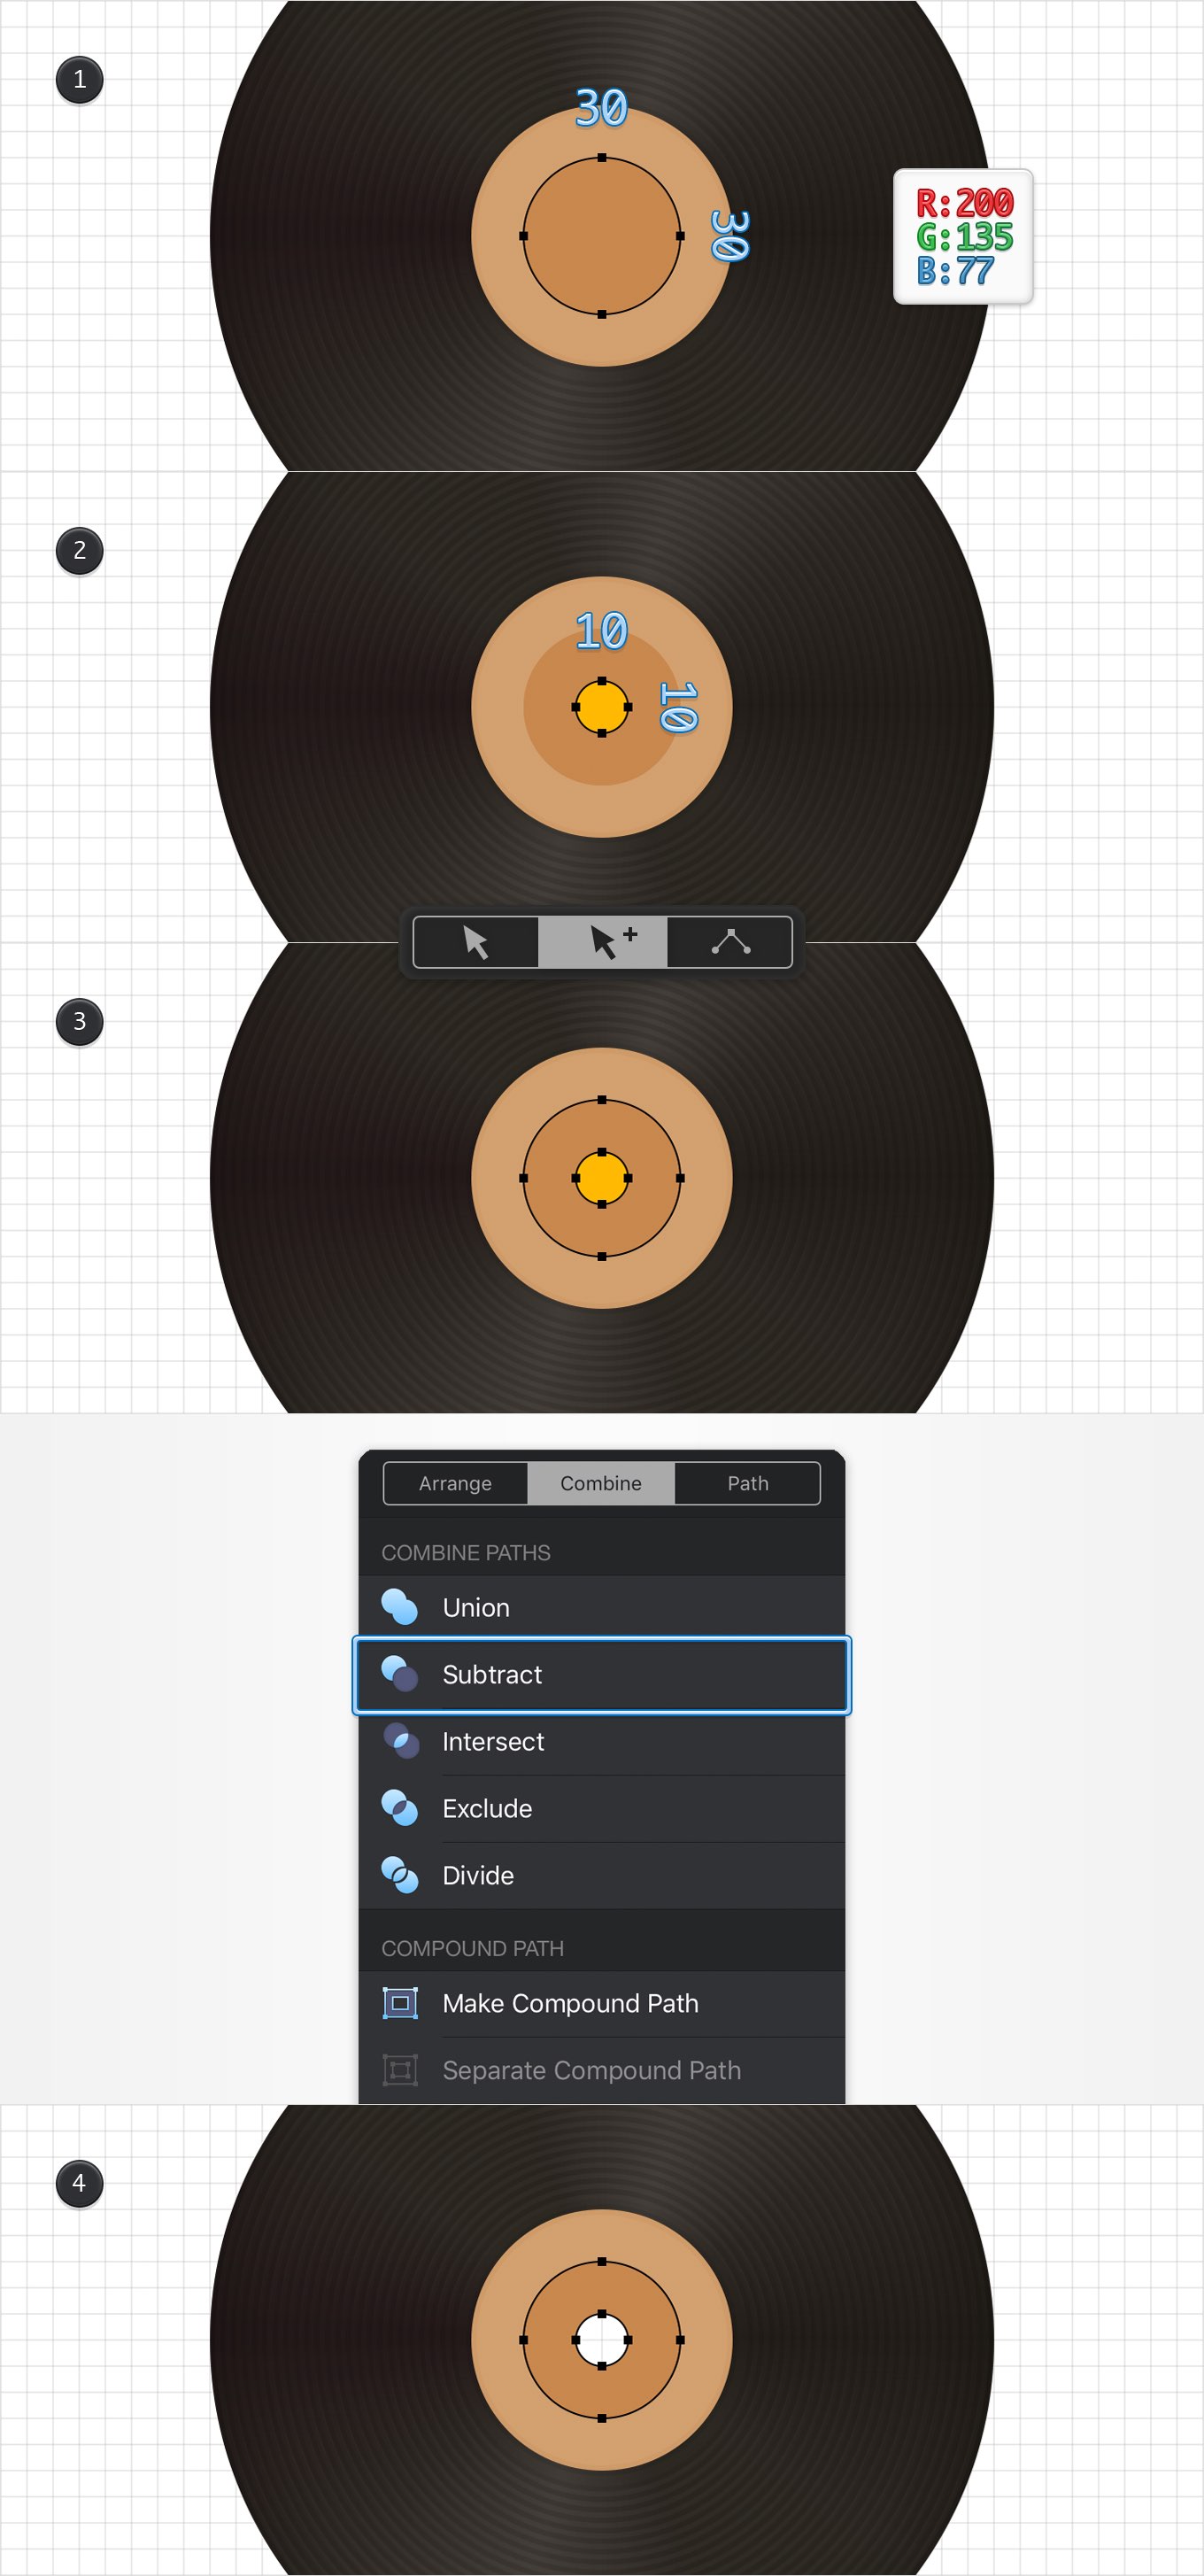 1
30
30
R:200
G:135
B:77
2
10
10
3
Arrange Combine Path
COMBINE PATHS
Union
Subtract
Intersect
Exclude
Divide
COMPOUND PATH
Make Compound Path
Separate Compound Path
4